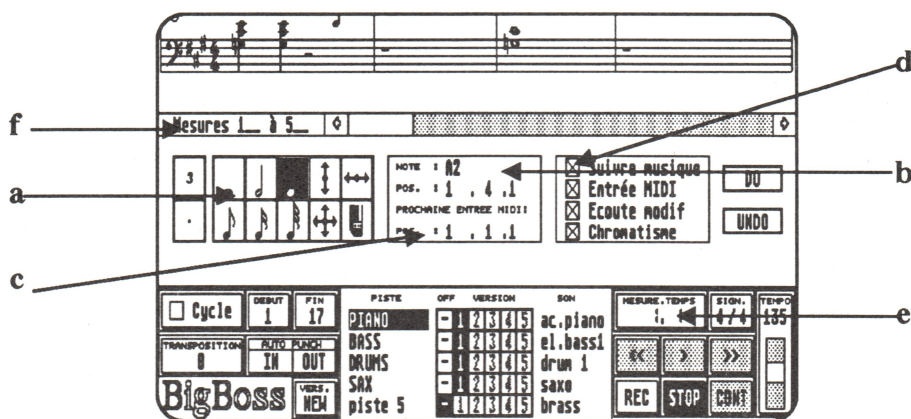 d
f
Mesures 1__ à 5__
3
NOTE : A2
POS. : 1 . 4 .1
PROCHAINE ENTREE MIDI:
POS. : 1 . 1 .1
Suivre musique
Entrée MIDI
Ecoute modif
Chromatisme
DO
UNDO
a
b
c
e
Cycle
DEBUT
1
FIN
17
TRANSPOSITION
0
AUTO PUNCH
IN OUT
BigBoss
VERS.
NEW
PISTE OFF VERSION SON
PIANO - 1 2 3 4 5 ac.piano
BASS - 1 2 3 4 5 el.bass1
DRUMS - 1 2 3 4 5 drum 1
SAX - 1 2 3 4 5 saxo
piste 5 - 1 2 3 4 5 brass
MESURE.TEMPS
1.
SIGN.
4/4
TEMPO
135
<< > >>
REC STOP CONT